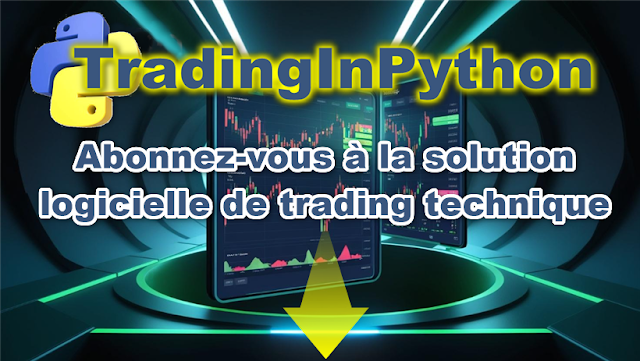 TradingInPython
Abonnez-vous à la solution
logicielle de trading technique